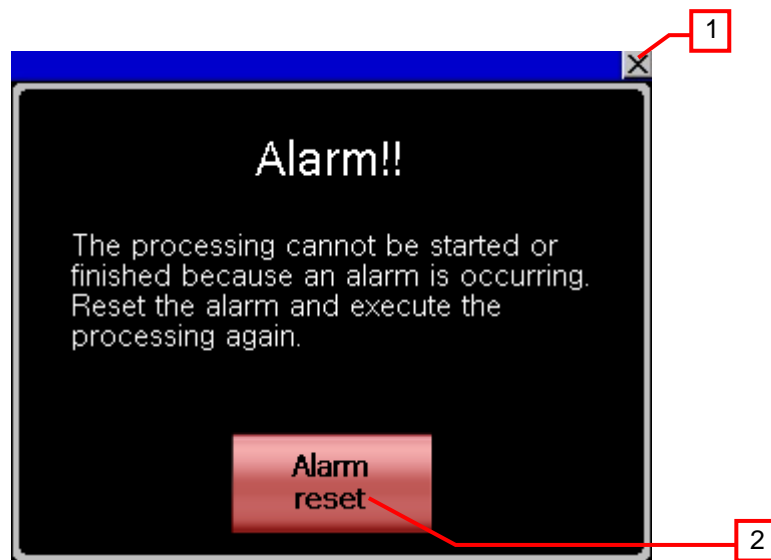 1
Alarm!!
The processing cannot be started or
finished because an alarm is occurring.
Reset the alarm and execute the
processing again.
Alarm
reset
2